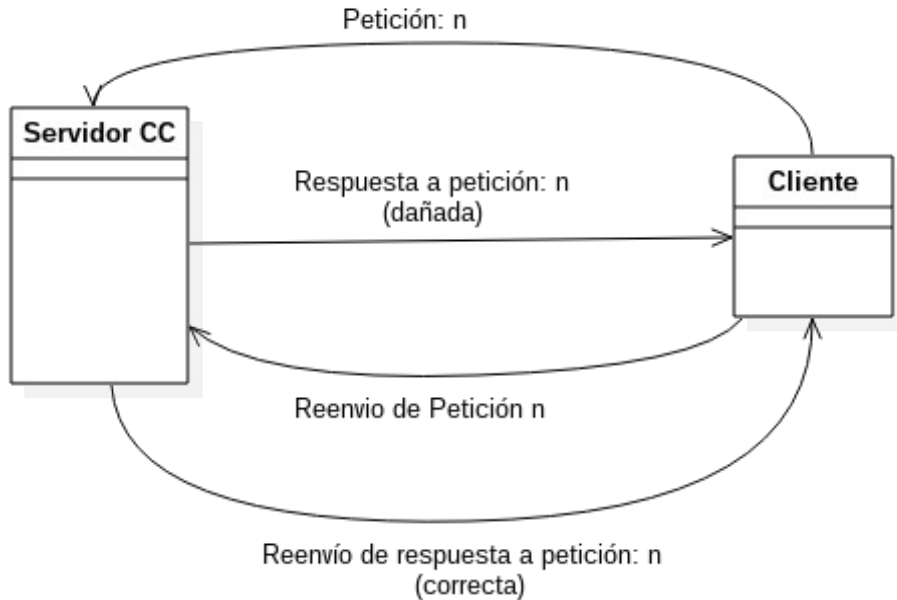 Petición: n
Servidor CC
Cliente
Respuesta a petición: n
(dañada)
Reenvio de Petición n
Reenvío de respuesta a petición: n
(correcta)